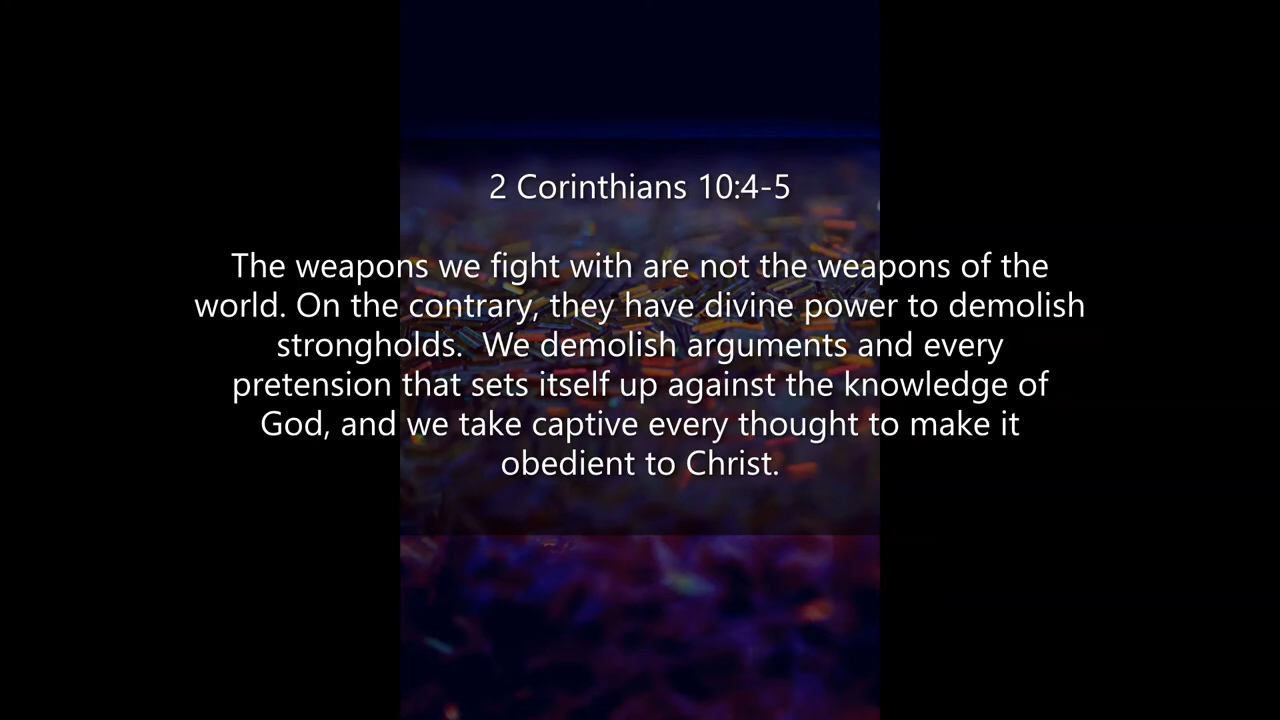 2 Corinthians 10:4-5
The weapons we fight with are not the weapons of the
world. On the contrary, they have divine power to demolish
strongholds.  We demolish arguments and every
pretension that sets itself up against the knowledge of
God, and we take captive every thought to make it
obedient to Christ.